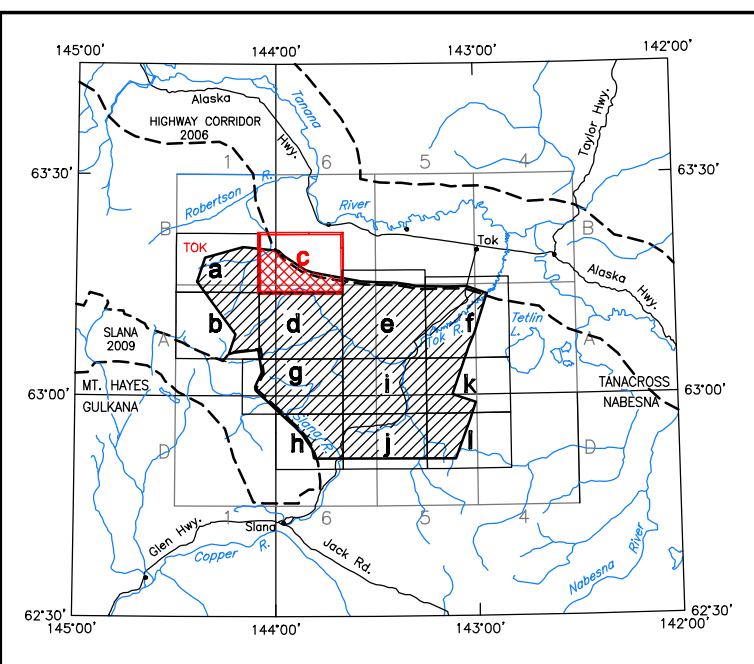 145°00' 144°00' 143°00' 142°00'
Alaska
HIGHWAY CORRIDOR
2006
Hwy.
Tanana
Taylor Hwy.
63°30' 1 6 5 4 63°30'
Robertson R.
River
B B
TOK c Tok
a
Alaska Hwy.
b d e f
Tetlin L.
SLANA
2009
Tok R.
A A
g i k
MT. HAYES TANACROSS
63°00' 63°00'
GULKANA NABESNA
Slana R.
h j l
D D
1 6 5 4
Slana
Glen Hwy.
Copper R.
Jack Rd.
Nabesna River
62°30' 62°30'
145°00' 144°00' 143°00' 142°00'